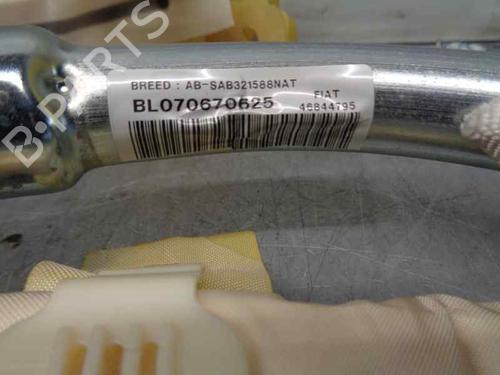 B-PARTS
BREED : AB-SAB321588NAT
BL070670625
FIAT
46844795